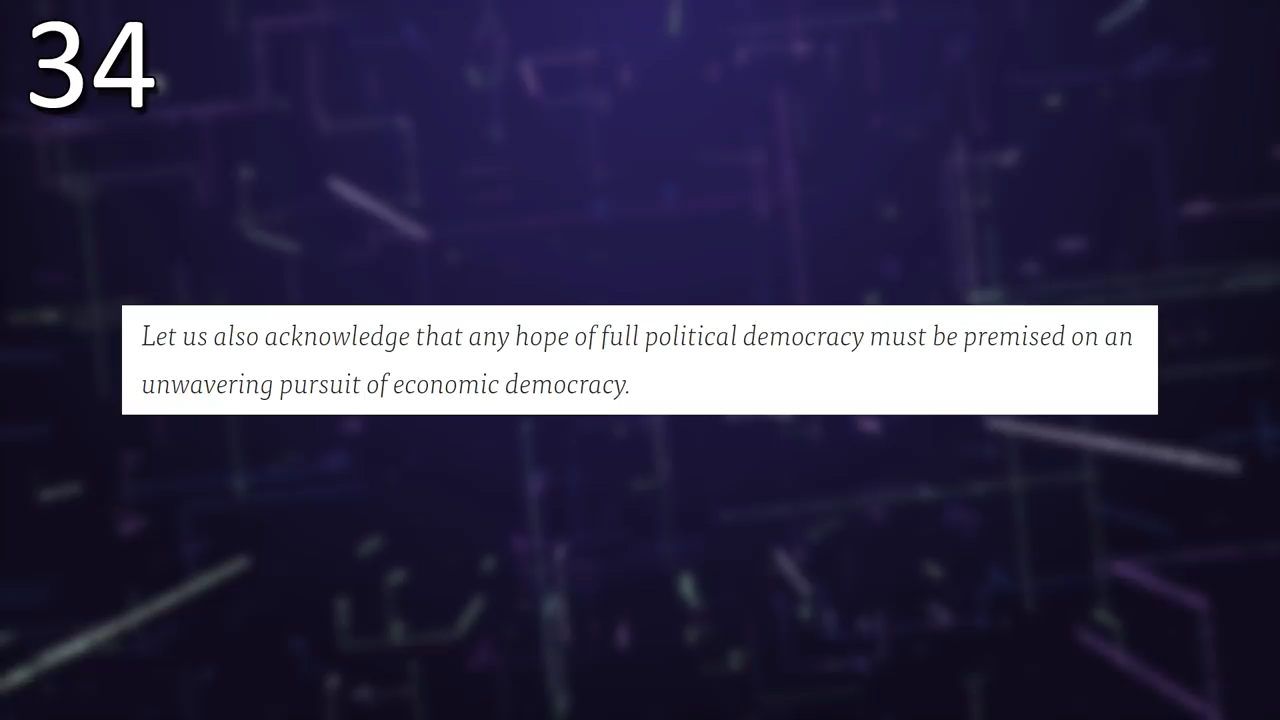 34
Let us also acknowledge that any hope of full political democracy must be premised on an
unwavering pursuit of economic democracy.